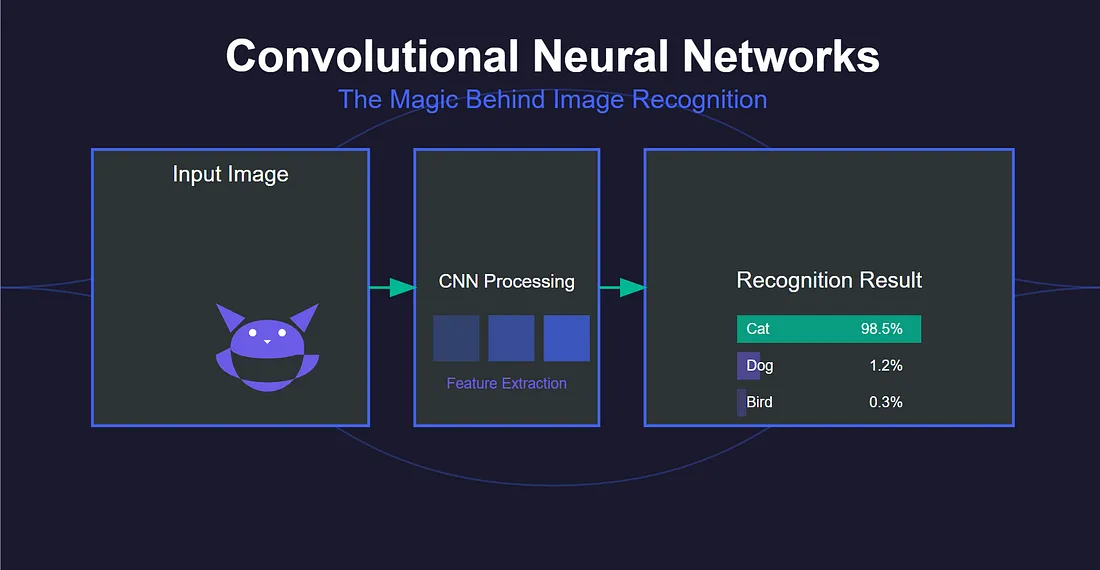 Convolutional Neural Networks
The Magic Behind Image Recognition
Input Image
CNN Processing
Feature Extraction
Recognition Result
Cat 98.5%
Dog 1.2%
Bird 0.3%